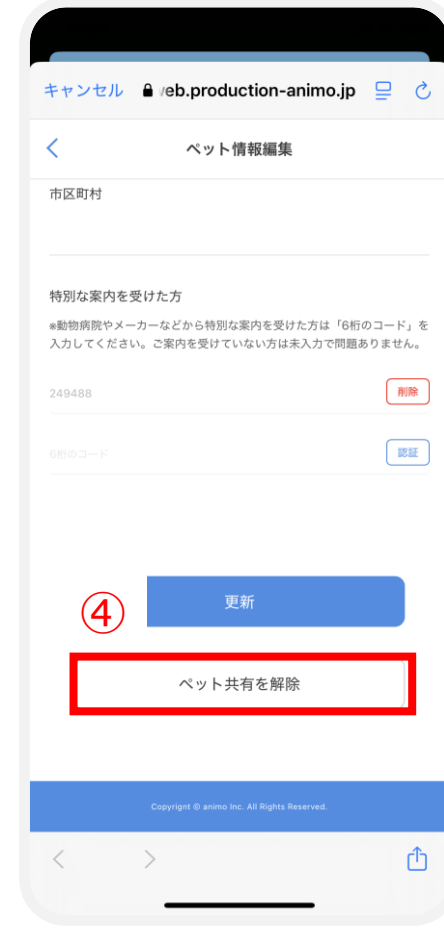 キャンセル
eb.production-animo.jp
ペット情報編集
市区町村
特別な案内を受けた方
※動物病院やメーカーなどから特別な案内を受けた方は「6桁のコード」を
入力してください。ご案内を受けていない方は未入力で問題ありません。
249488
削除
6桁のコード
認証
④
更新
ペット共有を解除
Copyright © animo Inc. All Rights Reserved.